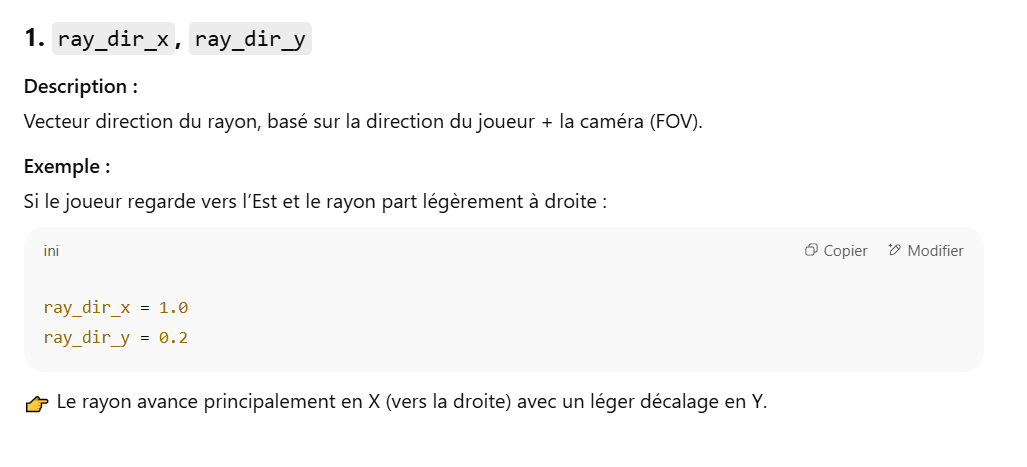 1. ray_dir_x, ray_dir_y
Description :
Vecteur direction du rayon, basé sur la direction du joueur + la caméra (FOV).
Exemple :
Si le joueur regarde vers l’Est et le rayon part légèrement à droite :
ini Copier Modifier
ray_dir_x = 1.0
ray_dir_y = 0.2
👉 Le rayon avance principalement en X (vers la droite) avec un léger décalage en Y.